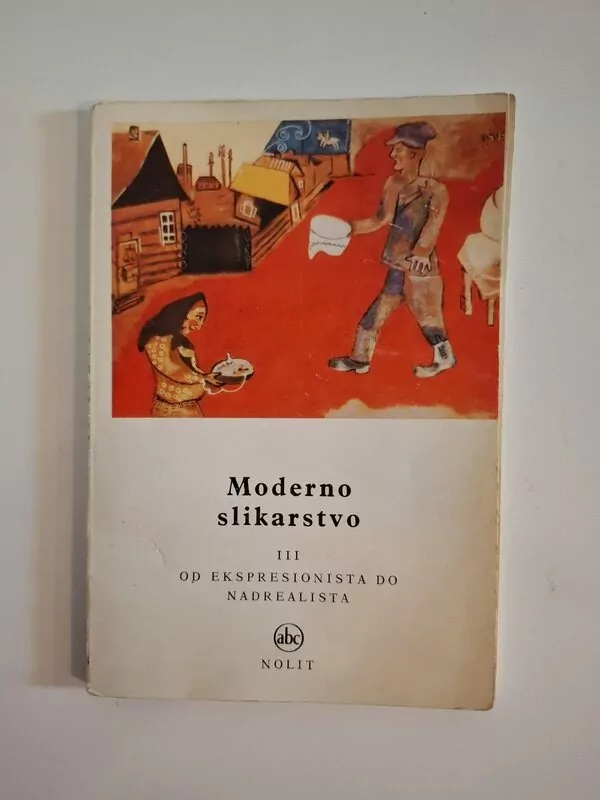 Moderno
slikarstvo
III
OD EKSPRESIONISTA DO
NADREALISTA
abc
NOLIT